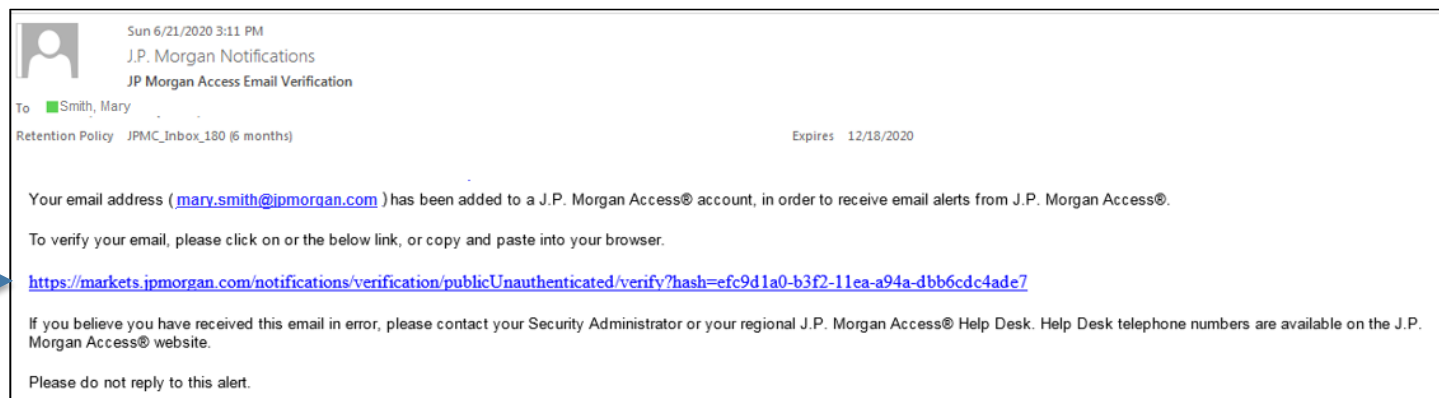 Sun 6/21/2020 3:11 PM
J.P. Morgan Notifications
JP Morgan Access Email Verification
To Smith, Mary
Retention Policy JPMC_Inbox_180 (6 months) Expires 12/18/2020
Your email address ( mary.smith@jpmorgan.com ) has been added to a J.P. Morgan Access® account, in order to receive email alerts from J.P. Morgan Access®.
To verify your email, please click on or the below link, or copy and paste into your browser.
https://markets.jpmorgan.com/notifications/verification/publicUnauthenticated/verify?hash=efc9d1a0-b3f2-11ea-a94a-dbb6cdc4ade7
If you believe you have received this email in error, please contact your Security Administrator or your regional J.P. Morgan Access® Help Desk. Help Desk telephone numbers are available on the J.P.
Morgan Access® website.
Please do not reply to this alert.